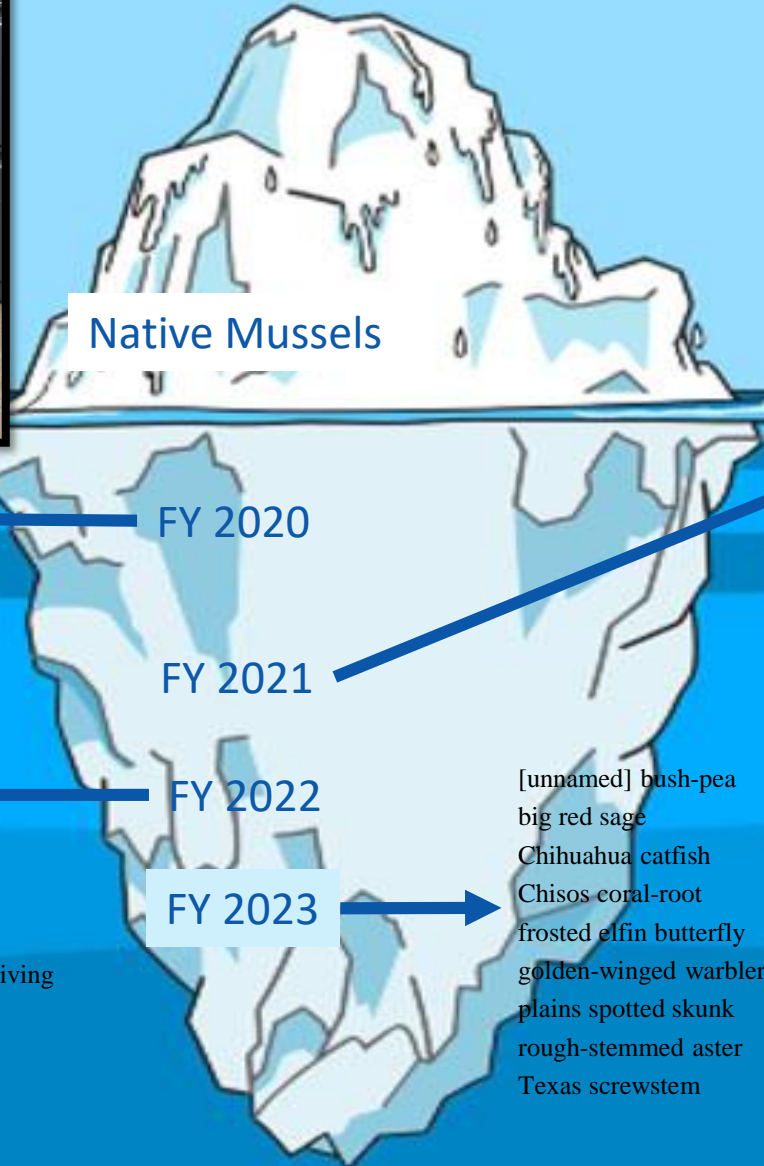 Native Mussels
FY 2020
FY 2021
FY 2022
FY 2023
iving
[unnamed] bush-pea
big red sage
Chihuahua catfish
Chisos coral-root
frosted elfin butterfly
golden-winged warbler
plains spotted skunk
rough-stemmed aster
Texas screwstem